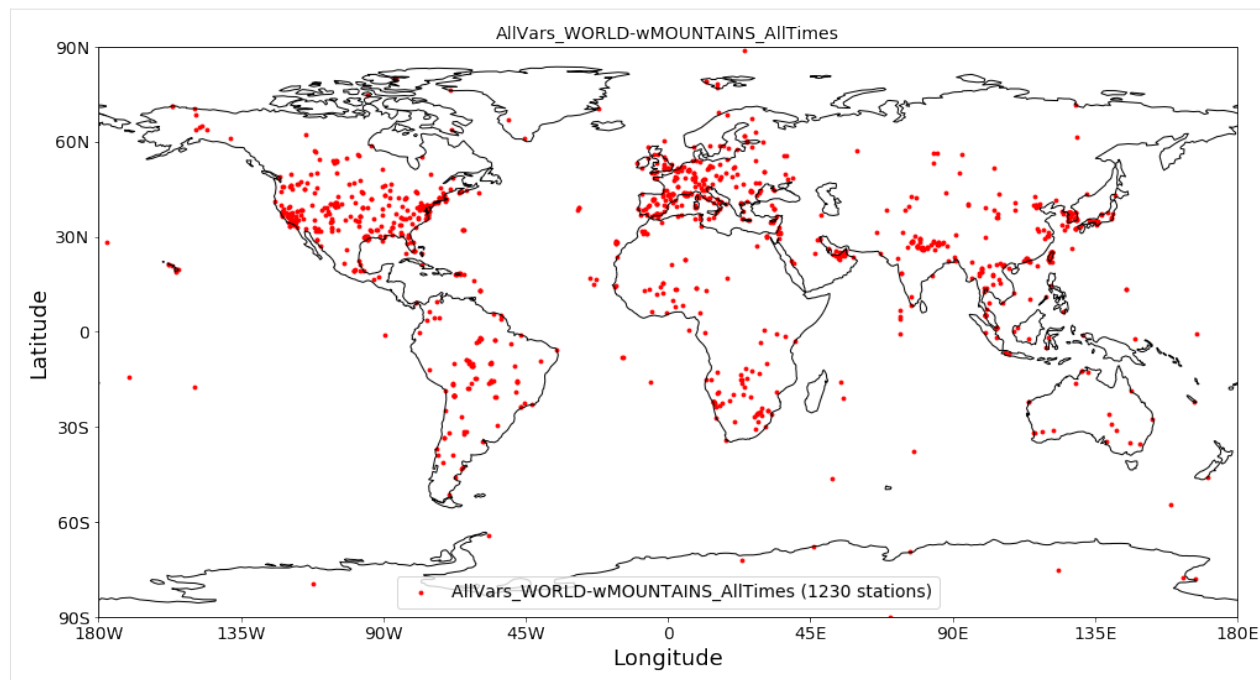 AllVars_WORLD-wMOUNTAINS_AllTimes
90N
60N
30N
0
30S
60S
90S
Latitude
AllVars_WORLD-wMOUNTAINS_AllTimes (1230 stations)
180W 135W 90W 45W 0 45E 90E 135E 180E
Longitude